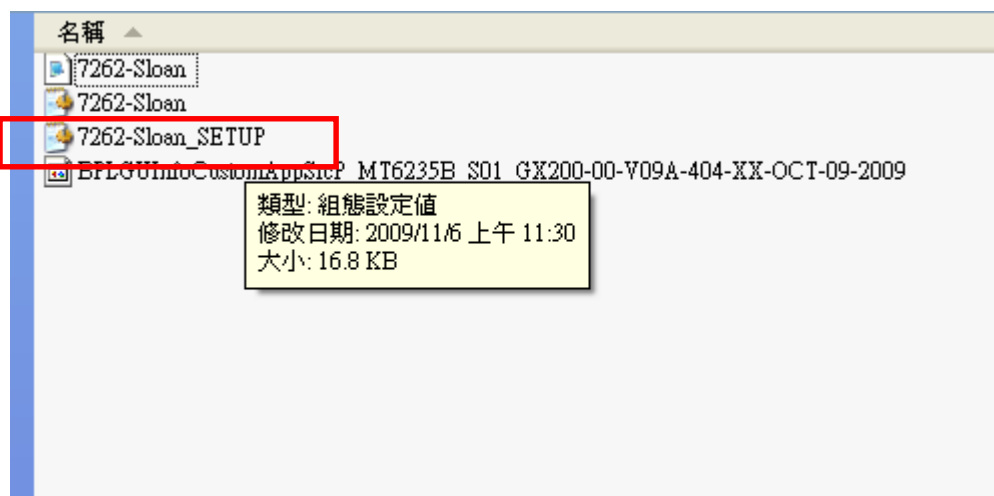 名稱
7262-Sloan
7262-Sloan
7262-Sloan_SETUP
BPLGUInfoCustomAppSrcP_MT6235B_S01_GX200-00-V09A-404-XX-OCT-09-2009
類型: 組態設定值
修改日期: 2009/11/6 上午 11:30
大小: 16.8 KB